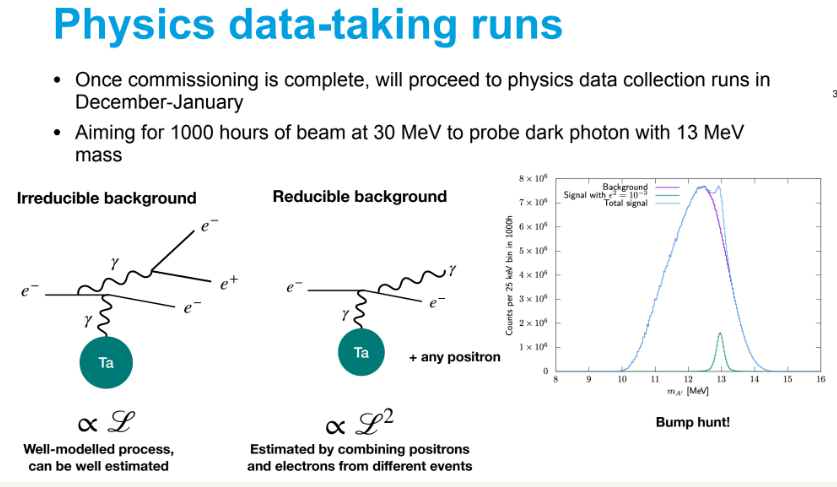 Physics data-taking runs
• Once commissioning is complete, will proceed to physics data collection runs in
December-January
• Aiming for 1000 hours of beam at 30 MeV to probe dark photon with 13 MeV
mass
3
Irreducible background
e⁻
γ
e⁻
e⁺
e⁻
γ
Ta
∝ ℒ
Well-modelled process,
can be well estimated
Reducible background
e⁻
γ
e⁻
γ
Ta
+ any positron
∝ ℒ²
Estimated by combining positrons
and electrons from different events
Counts per 25 keV bin in 1000h
8 × 10⁶
7 × 10⁶
6 × 10⁶
5 × 10⁶
4 × 10⁶
3 × 10⁶
2 × 10⁶
1 × 10⁶
0
Background
Signal with ϵ² = 10⁻³
Total signal
8 9 10 11 12 13 14 15 16
m_A′ [MeV]
Bump hunt!